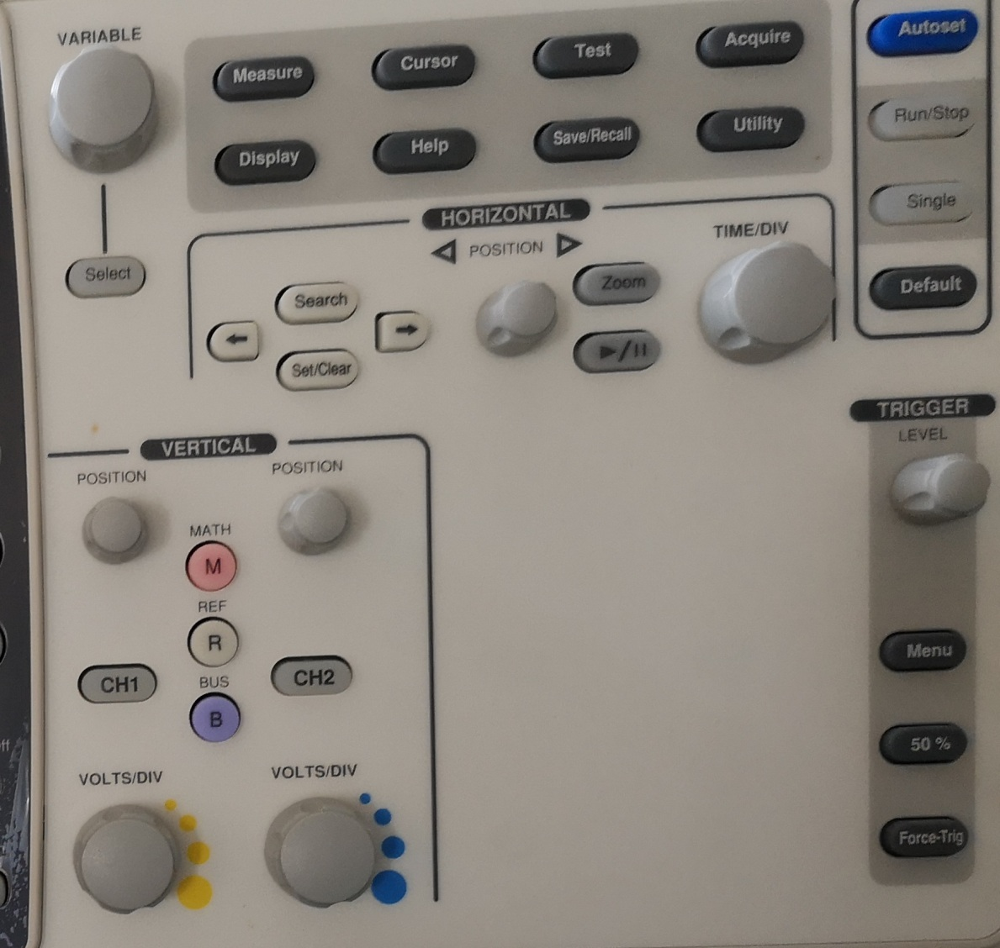 VARIABLE
Measure
Cursor
Test
Acquire
Autoset
Display
Help
Save/Recall
Utility
Run/Stop
Single
Default
Select
HORIZONTAL
POSITION
TIME/DIV
Search
Zoom
Set/Clear
VERTICAL
POSITION
POSITION
MATH
M
REF
R
CH1
BUS
CH2
B
VOLTS/DIV
VOLTS/DIV
TRIGGER
LEVEL
Menu
50 %
Force-Trig